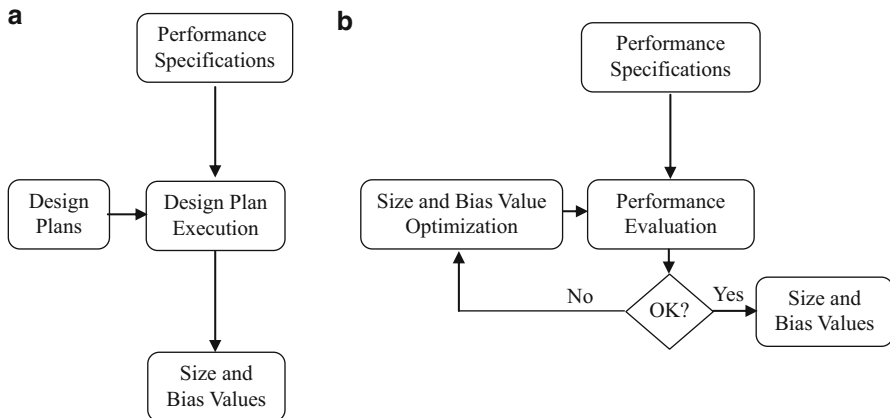 a
Performance
Specifications
Design
Plans
Design Plan
Execution
Size and
Bias Values
b
Performance
Specifications
Size and Bias Value
Optimization
Performance
Evaluation
No
OK?
Yes
Size and
Bias Values